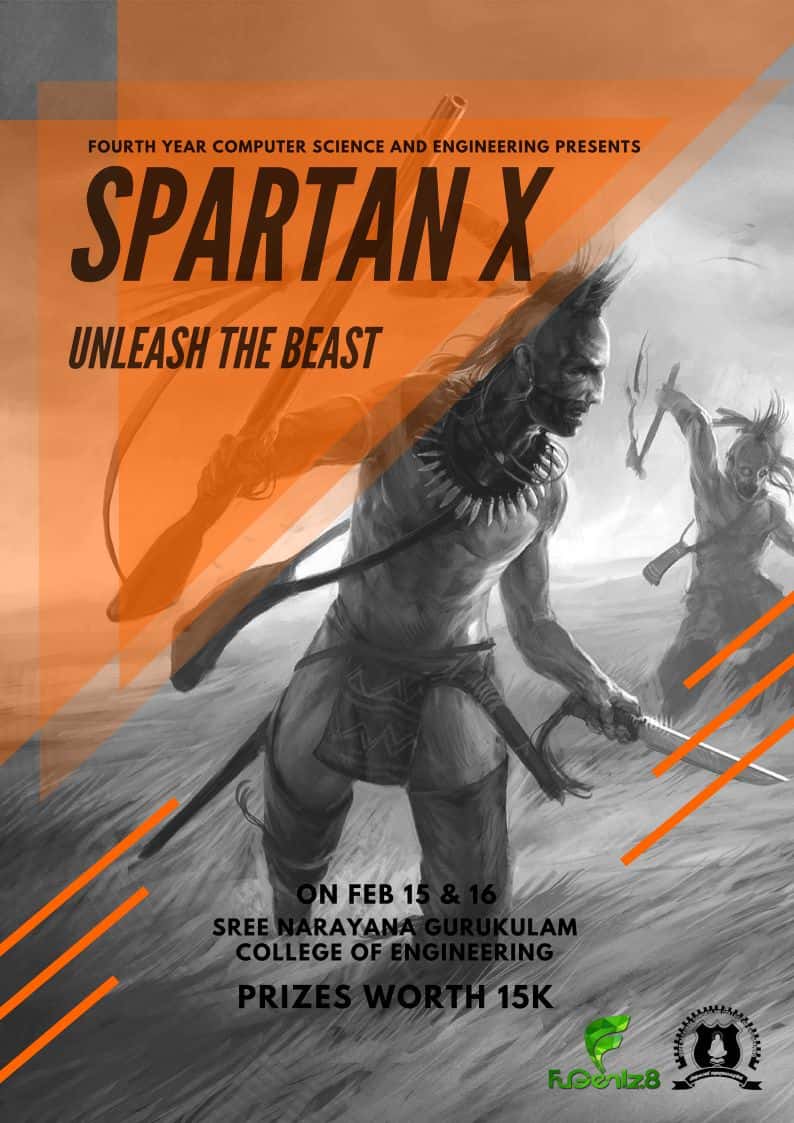 FOURTH YEAR COMPUTER SCIENCE AND ENGINEERING PRESENTS
SPARTAN X
UNLEASH THE BEAST
ON FEB 15 & 16
SREE NARAYANA GURUKULAM
COLLEGE OF ENGINEERING
PRIZES WORTH 15K